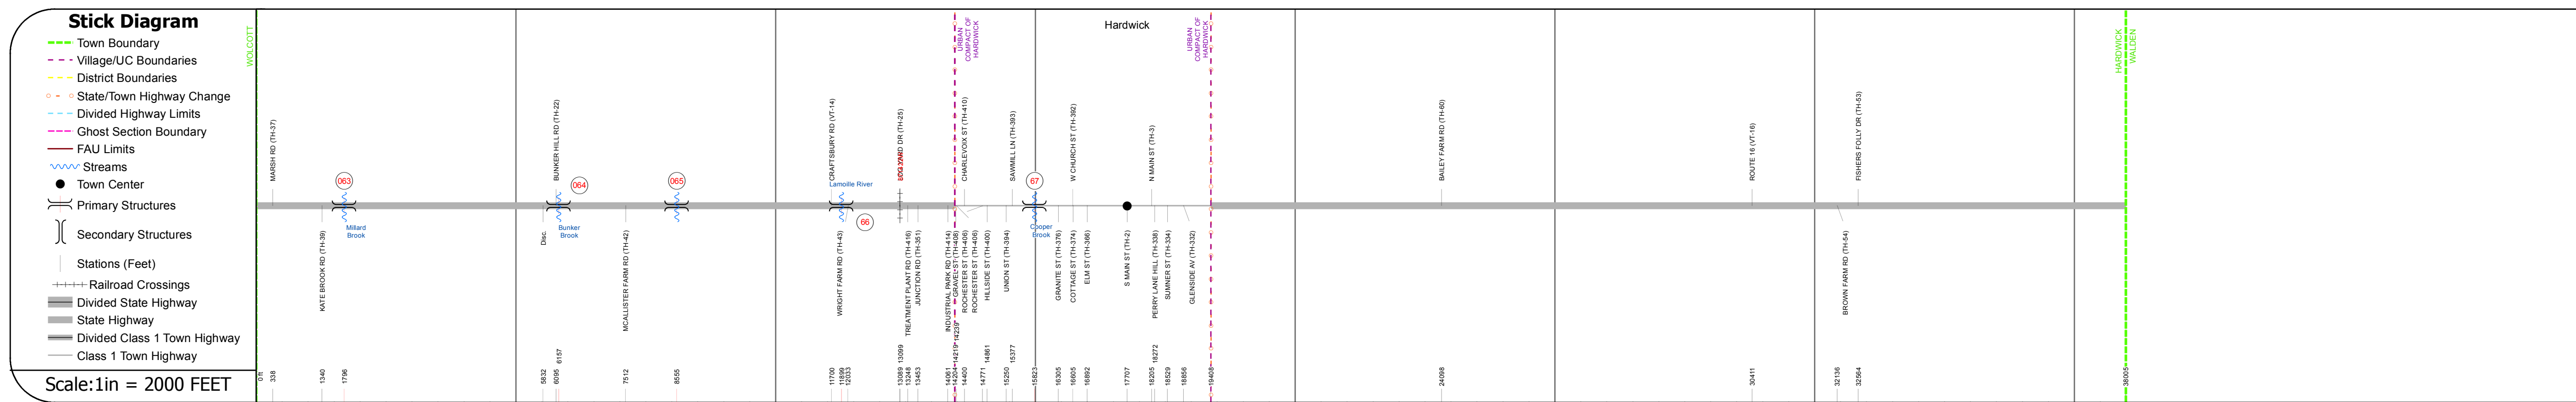 Stick Diagram
Town Boundary
Village/UC Boundaries
District Boundaries
State/Town Highway Change
Divided Highway Limits
Ghost Section Boundary
FAU Limits
Streams
Town Center
Primary Structures
Secondary Structures
Stations (Feet)
Railroad Crossings
Divided State Highway
State Highway
Divided Class 1 Town Highway
Class 1 Town Highway
Scale:1in = 2000 FEET
WOLCOTT
Hardwick
URBAN
COMPACT OF
HARDWICK
URBAN
COMPACT OF
HARDWICK
HARDWICK
WALDEN
MARSH RD (TH-37)
BUNKER HILL RD (TH-22)
CRAFTSBURY RD (VT-14)
LOG YARD DR (TH-25)
CHARLEVOIX ST (TH-410)
SAWMILL LN (TH-393)
W CHURCH ST (TH-392)
N MAIN ST (TH-3)
BAILEY FARM RD (TH-60)
ROUTE 16 (VT-16)
FISHERS FOLLY DR (TH-53)
063
064
065
66
67
Millard
Brook
Bunker
Brook
Lamoille River
Cooper
Brook
KATE BROOK RD (TH-39)
Disc.
MCALLISTER FARM RD (TH-42)
WRIGHT FARM RD (TH-43)
TREATMENT PLANT RD (TH-416)
JUNCTION RD (TH-351)
INDUSTRIAL PARK RD (TH-414)
GRAVEL ST (TH-408)
ROCHESTER ST (TH-406)
ROCHESTER ST (TH-405)
HILLSIDE ST (TH-400)
UNION ST (TH-394)
GRANITE ST (TH-376)
COTTAGE ST (TH-374)
ELM ST (TH-366)
S MAIN ST (TH-2)
PERRY LANE HILL (TH-338)
SUMNER ST (TH-334)
GLENSIDE AV (TH-332)
BROWN FARM RD (TH-54)
0 ft
338
1340
1796
5832
6095
6157
7512
8555
11700
11899
12033
13089
13099
13248
13453
14061
14204
14219
14239
14400
14771
14861
15250
15377
15823
16305
16605
16892
17707
18205
18272
18529
18856
19408
24098
30411
32136
32564
38005